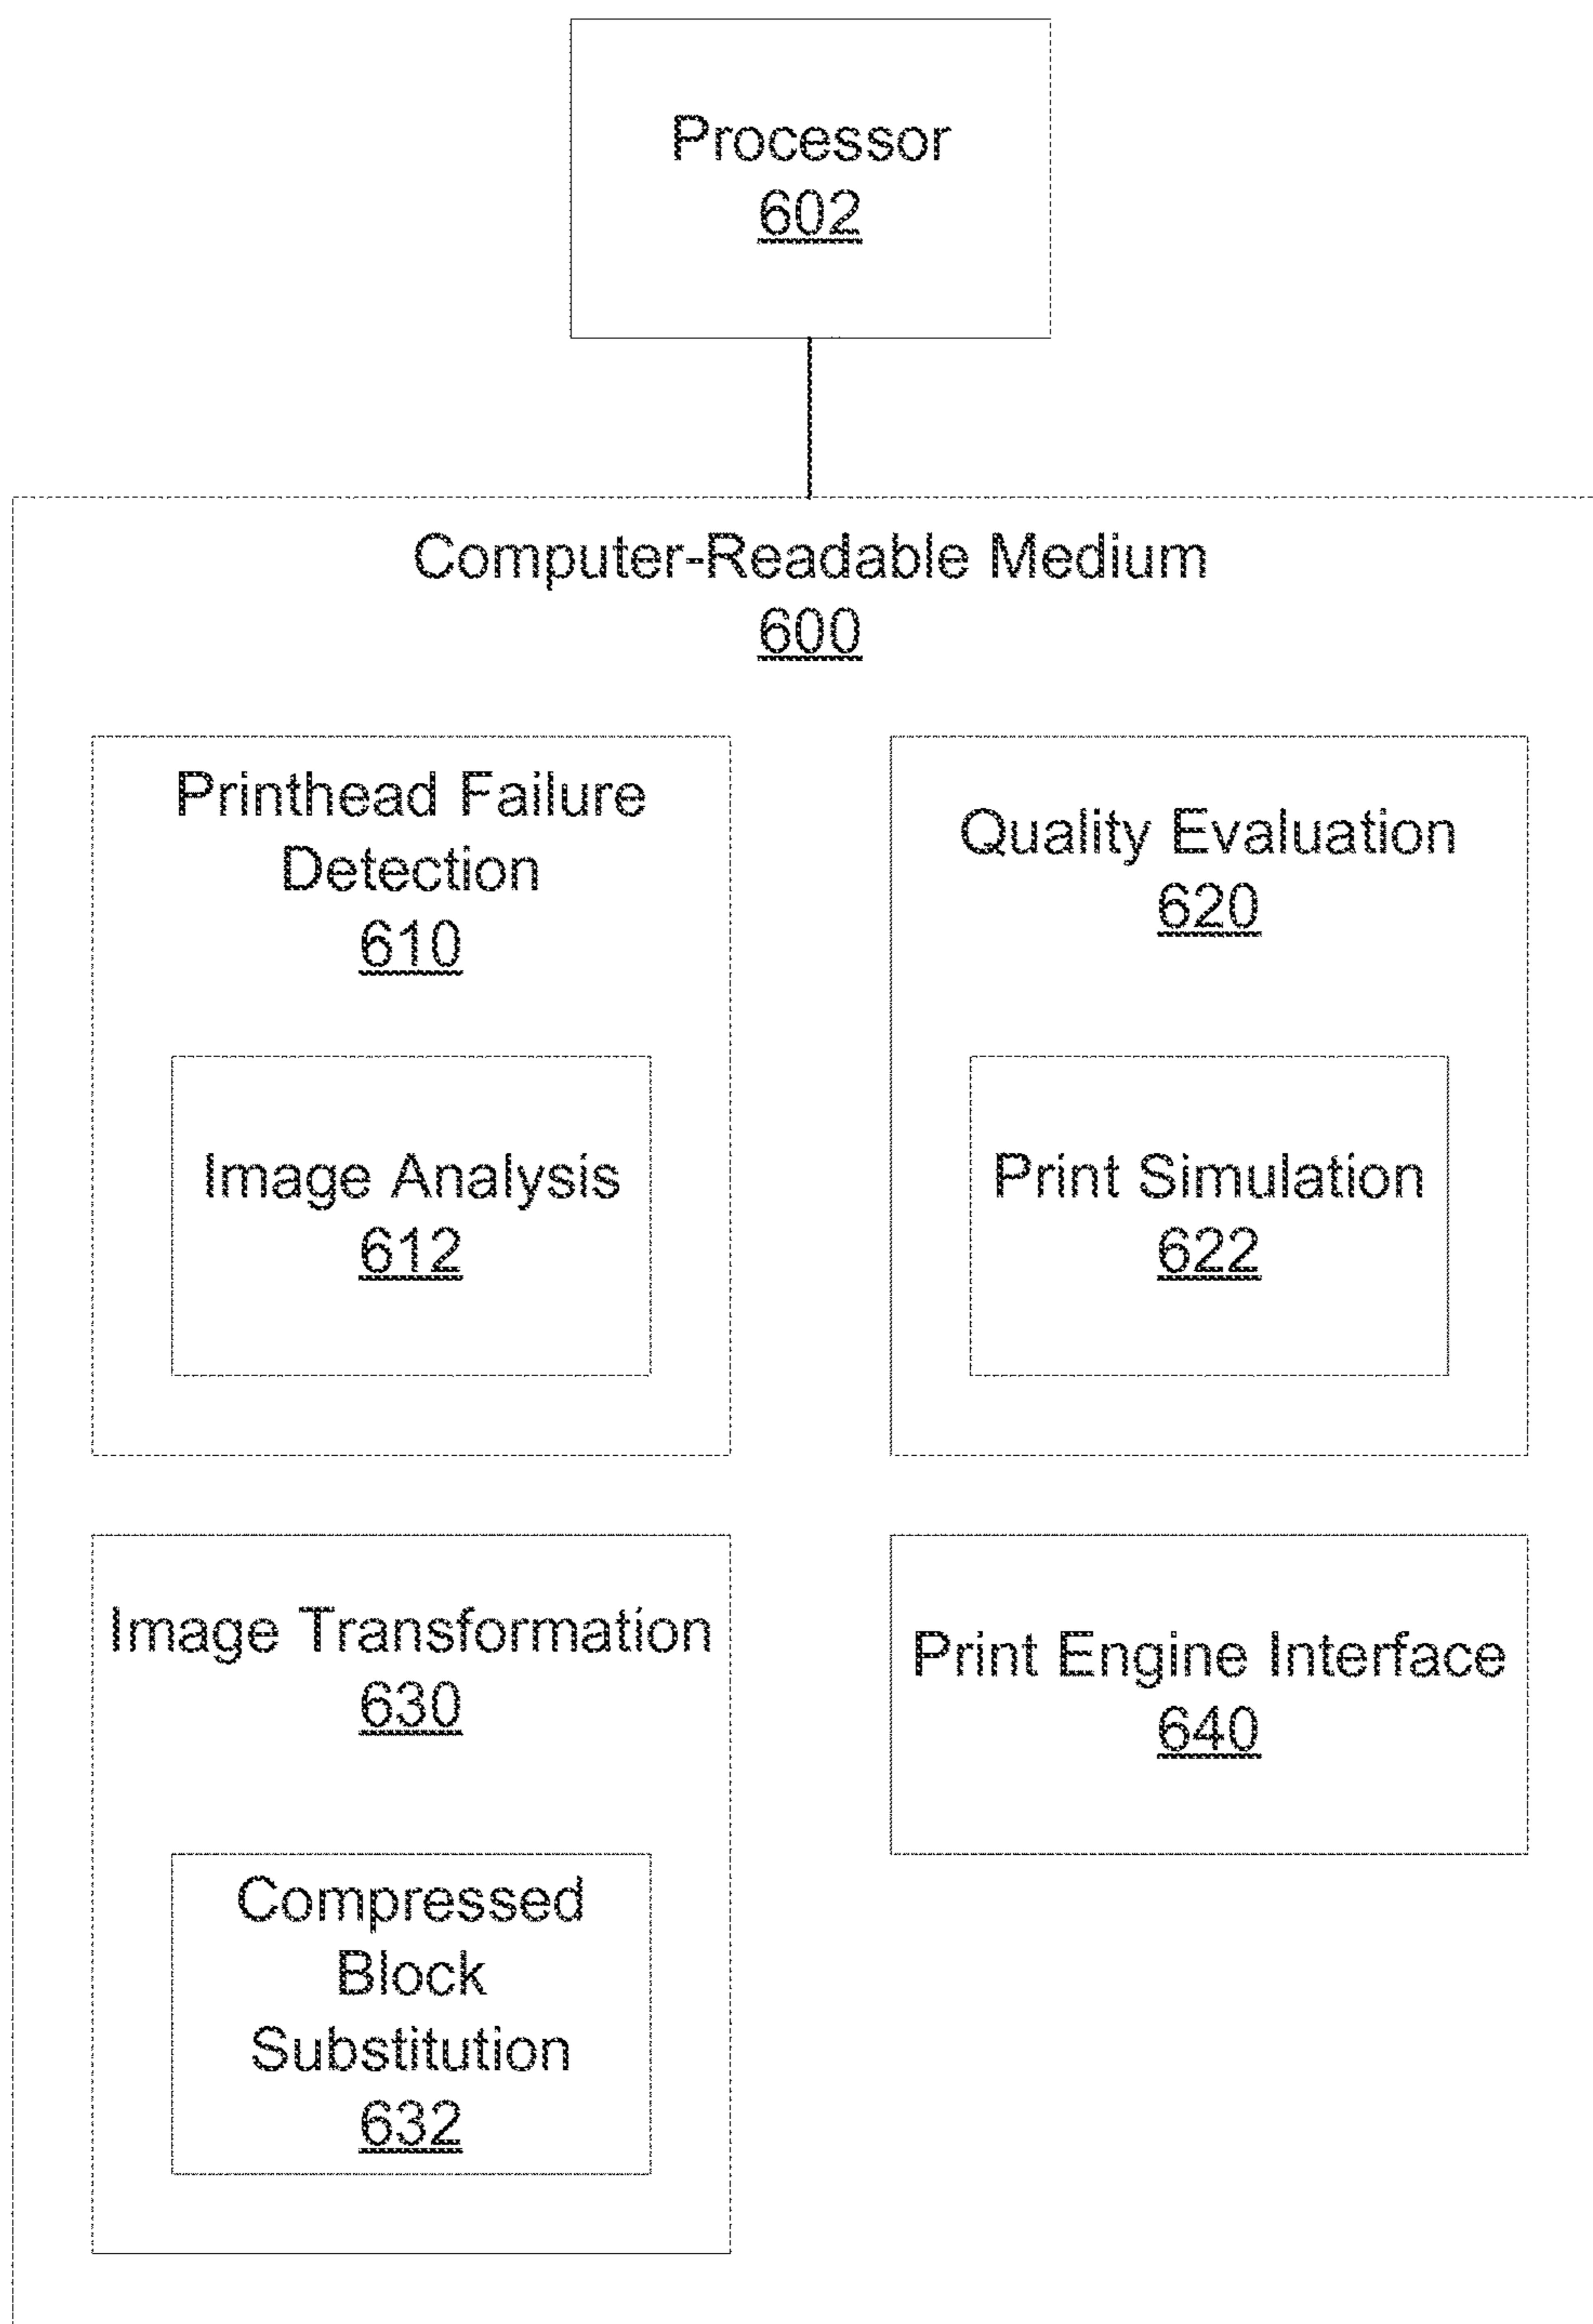 Processor
602
Computer-Readable Medium
600
Printhead Failure
Detection
610
Image Analysis
612
Quality Evaluation
620
Print Simulation
622
Image Transformation
630
Compressed
Block
Substitution
632
Print Engine Interface
640